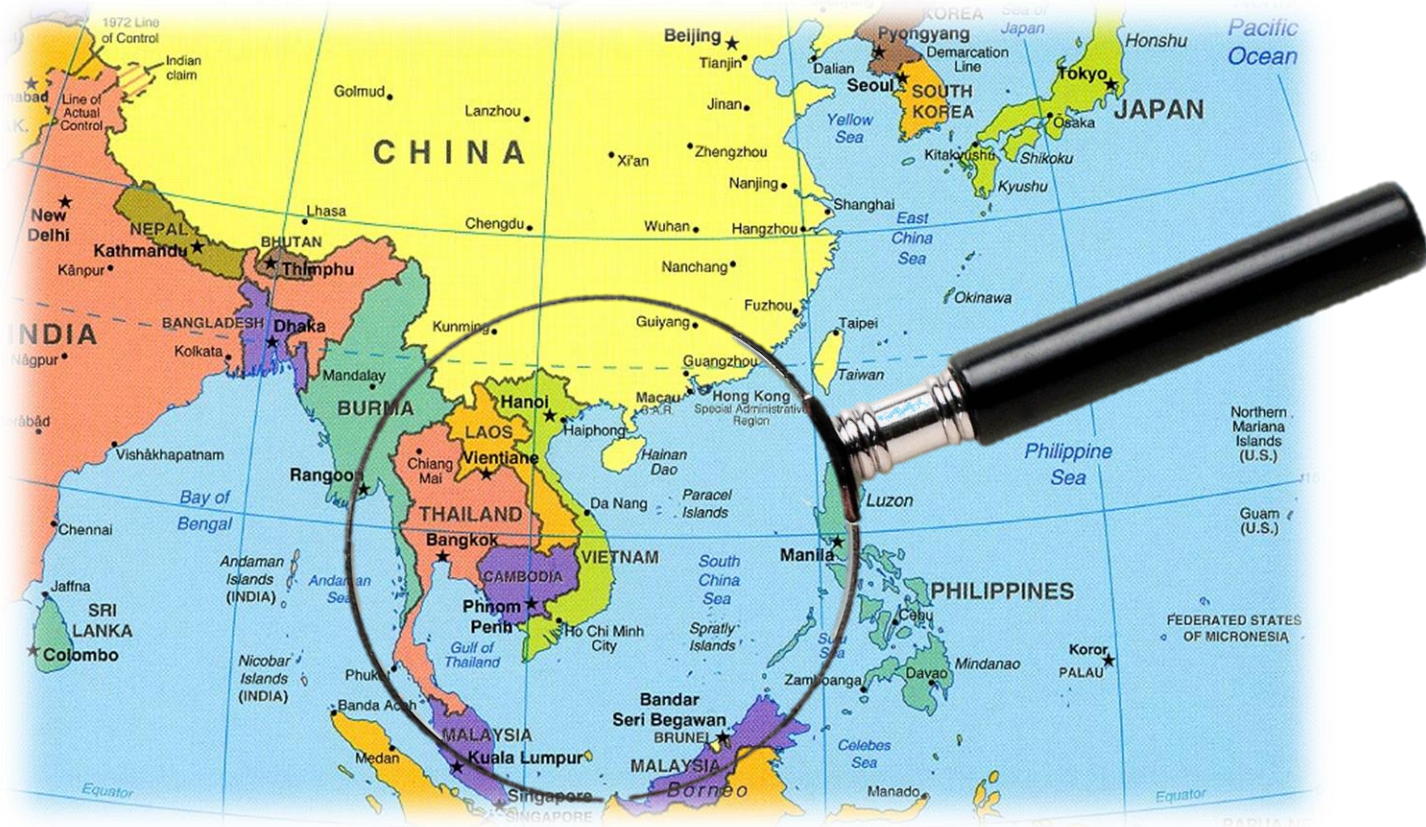 1972 Line
of Control
Indian
claim
Line of
Actual
Control
New
Delhi
Kānpur
NEPAL
Kathmandu
BHUTAN
Thimphu
Lhasa
Golmud
Lanzhou
CHINA
Chengdu
Xi'an
Beijing
Tianjin
Jinan
Zhengzhou
Nanjing
Wuhan
Hangzhou
Nanchang
Shanghai
Fuzhou
Kunming
Guiyang
Guangzhou
Macau
S.A.R.
Hong Kong
Special Administrative
Region
Hainan
Dao
Dalian
KOREA
Pyongyang
Demarcation
Line
Seoul
SOUTH
KOREA
Yellow
Sea
Sea of
Japan
Honshu
Tokyo
JAPAN
Ōsaka
Kitakyushu
Shikoku
Kyushu
Pacific
Ocean
East
China
Sea
Okinawa
Taipei
Taiwan
INDIA
Nāgpur
BANGLADESH
Dhaka
Kolkata
Vishākhapatnam
Chennai
Bay of
Bengal
Jaffna
SRI
LANKA
Colombo
Mandalay
BURMA
Rangoon
Andaman
Islands
(INDIA)
Andaman
Sea
Nicobar
Islands
(INDIA)
Hanoi
Haiphong
LAOS
Vientiane
Chiang
Mai
THAILAND
Bangkok
CAMBODIA
Phnom
Penh
Da Nang
VIETNAM
Ho Chi Minh
City
Gulf of
Thailand
Phuket
Paracel
Islands
South
China
Sea
Spratly
Islands
Luzon
Manila
PHILIPPINES
Cebu
Sulu
Sea
Zamboanga
Davao
Mindanao
Philippine
Sea
Northern
Mariana
Islands
(U.S.)
Guam
(U.S.)
FEDERATED STATES
OF MICRONESIA
Koror
PALAU
Banda Aceh
Medan
MALAYSIA
Kuala Lumpur
Singapore
SINGAPORE
Bandar
Seri Begawan
BRUNEI
MALAYSIA
Borneo
Celebes
Sea
Manado
Equator
Equator